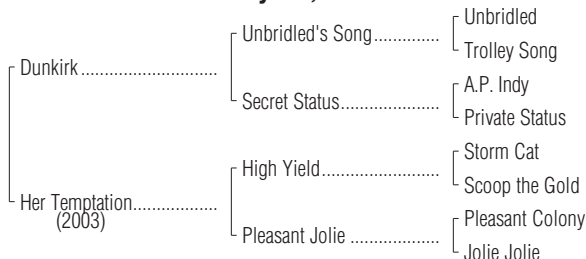 Unbridled
Unbridled's Song..............
Trolley Song
Dunkirk .............................
A.P. Indy
Secret Status.....................
Private Status
Storm Cat
High Yield.........................
Scoop the Gold
Her Temptation..................
(2003)
Pleasant Colony
Pleasant Jolie ...................
Jolie Jolie